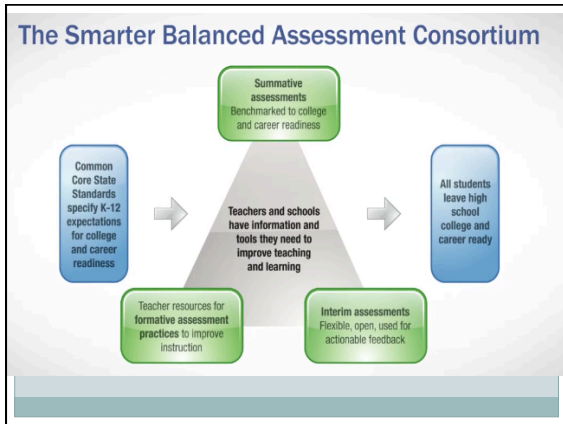 The Smarter Balanced Assessment Consortium
Summative
assessments
Benchmarked to college
and career readiness
Common
Core State
Standards
specify K-12
expectations
for college
and career
readiness
Teachers and schools
have information and
tools they need to
improve teaching
and learning
All students
leave high
school
college and
career ready
Teacher resources for
formative assessment
practices to improve
instruction
Interim assessments
Flexible, open, used for
actionable feedback